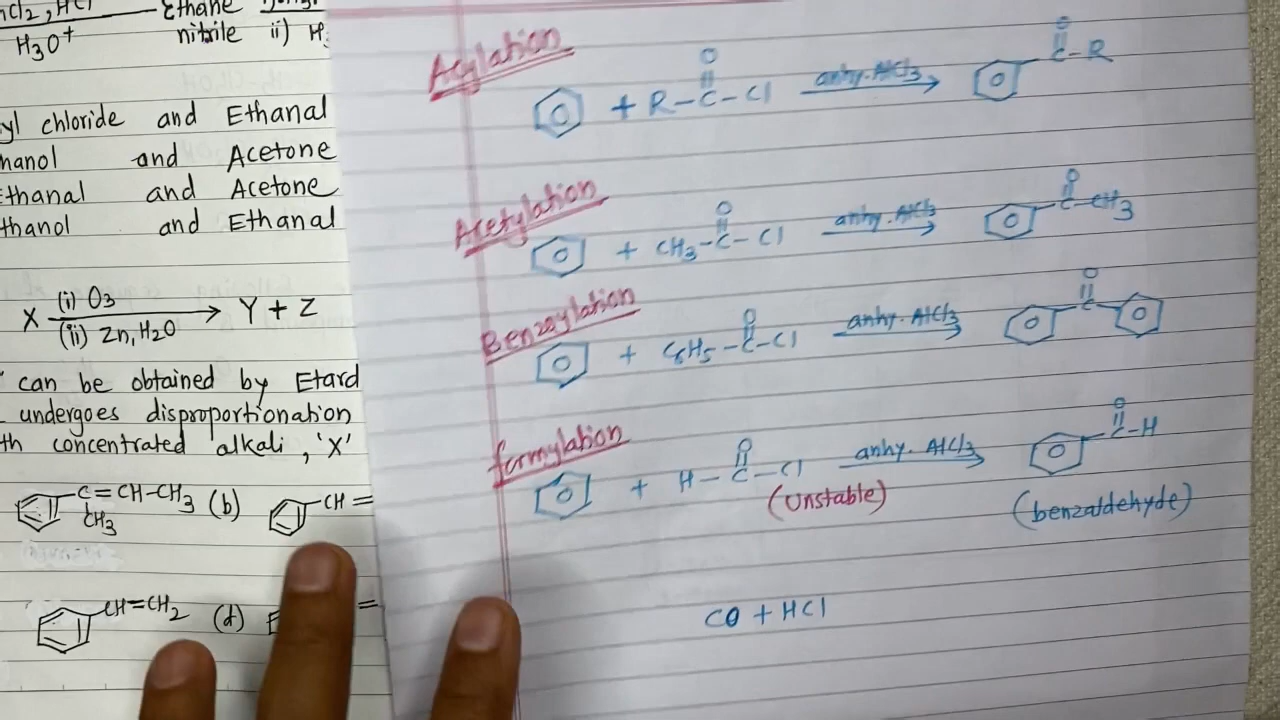 Ethane
H3O+ nitrile ii) H
yl chloride and Ethanal
hanol and Acetone
Ethanal and Acetone
thanol and Ethanal
X (i) O3 (ii) Zn, H2O → Y + Z
can be obtained by Etard
undergoes disproportionation
th concentrated alkali, 'X'
C=CH-CH3 (b) CH=
CH3
CH=CH2 (d)
Acylation
+ R-C-Cl anhy. AlCl3 → C-R
O O
Acetylation
O O
+ CH3-C-Cl anhy. AlCl3 → C-CH3
Benzoylation
O O
+ C6H5-C-Cl anhy. AlCl3 → C
formylation
O O
+ H-C-Cl anhy. AlCl3 → C-H
(Unstable) (benzaldehyde)
CO + HCl